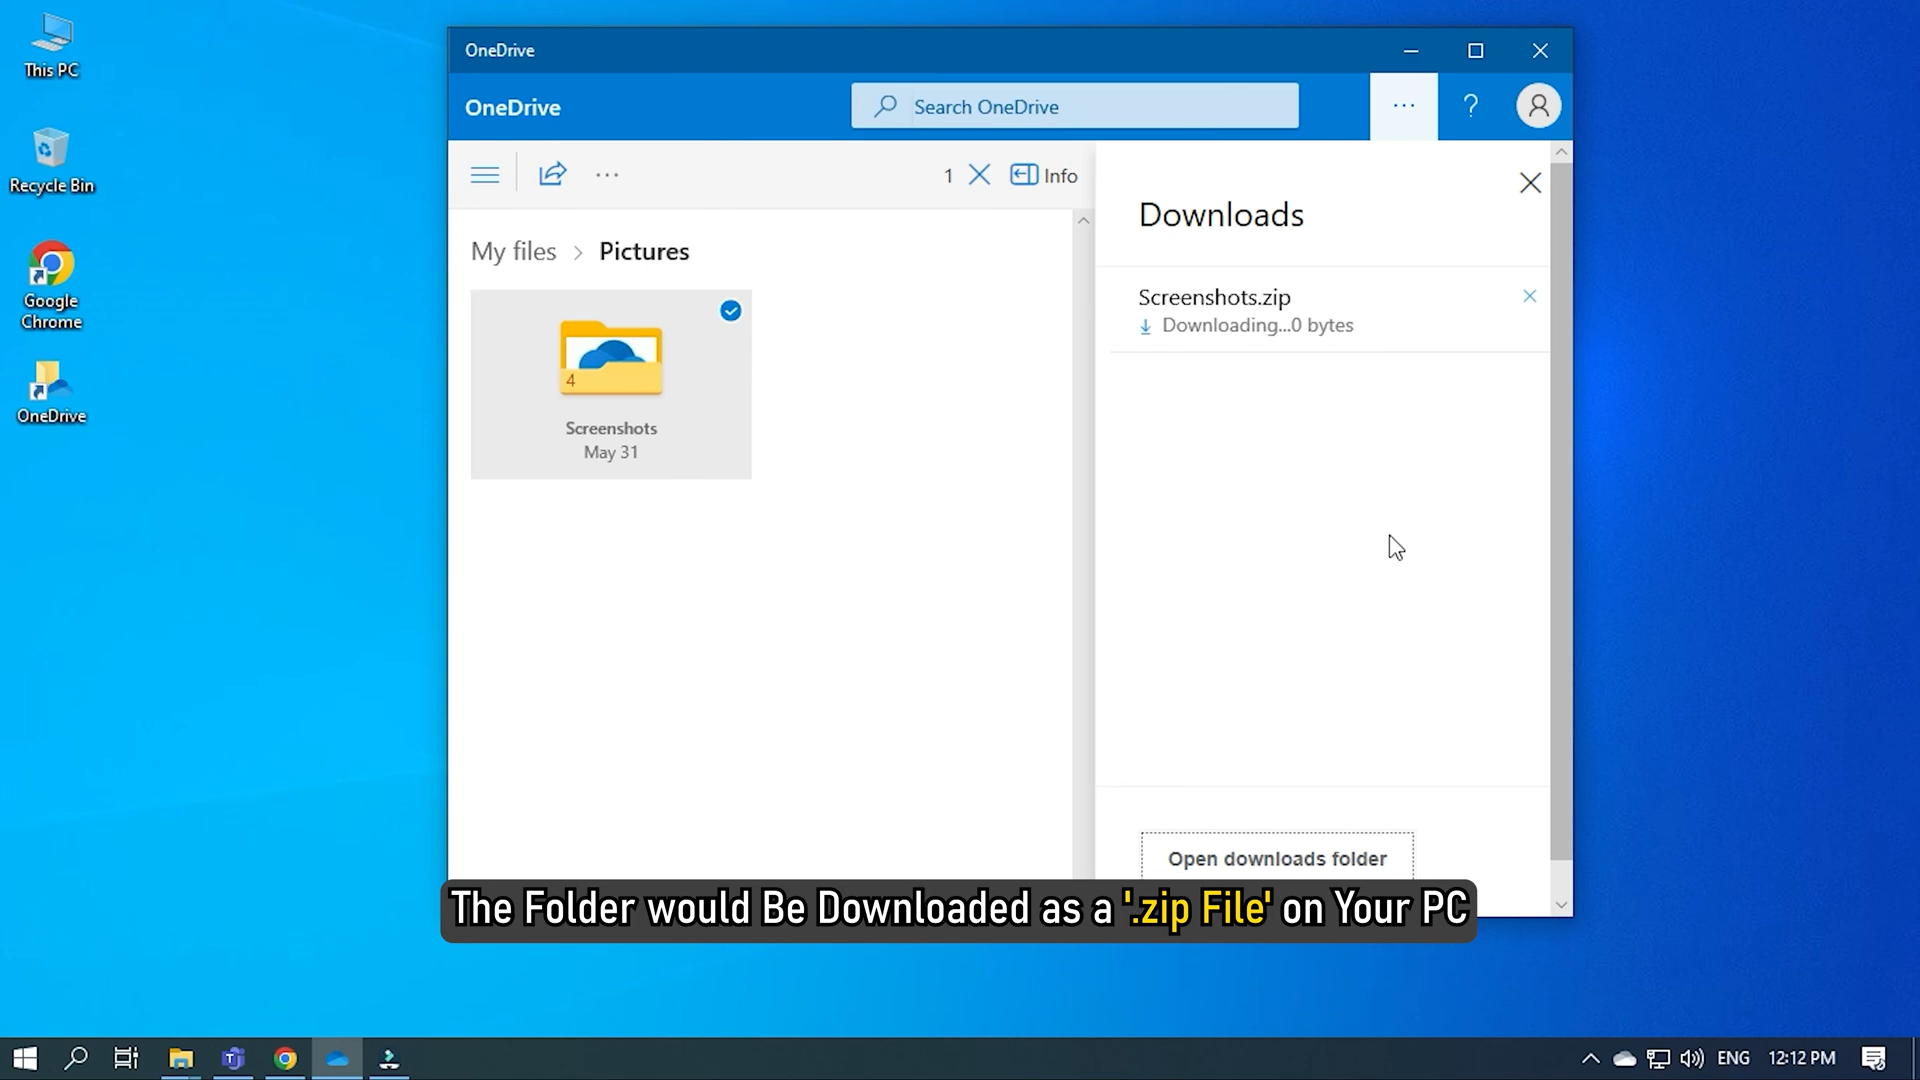 This PC
Recycle Bin
Google
Chrome
OneDrive
OneDrive
OneDrive
Search OneDrive
... ?
...
1
Info
My files > Pictures
4
Screenshots
May 31
Downloads
Screenshots.zip
Downloading...0 bytes
Open downloads folder
The Folder would Be Downloaded as a '.zip File' on Your PC
ENG
12:12 PM